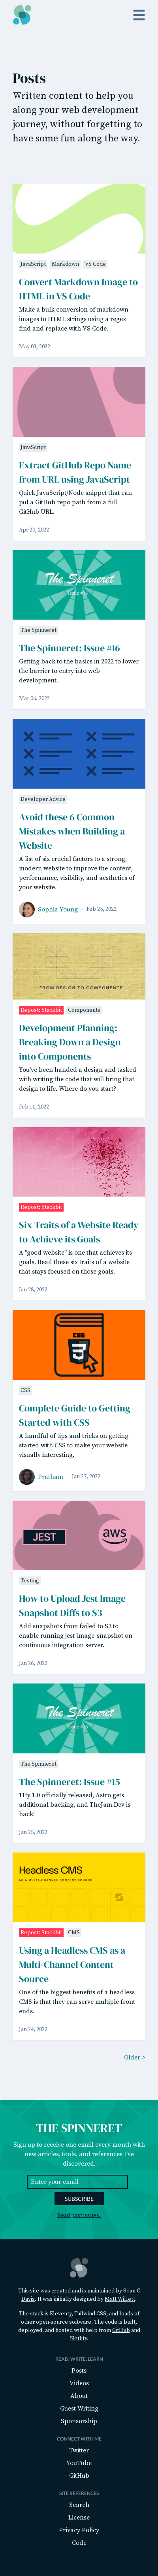 Posts
Written content to help you
along your web development
journey, without forgetting to
have some fun along the way.
JavaScript Markdown VS Code
Convert Markdown Image to
HTML in VS Code
Make a bulk conversion of markdown
images to HTML strings using a regex
find and replace with VS Code.
May 03, 2022
JavaScript
Extract GitHub Repo Name
from URL using JavaScript
Quick JavaScript/Node snippet that can
put a GitHub repo path from a full
GitHub URL.
Apr 20, 2022
The Spinneret
The Spinneret
The Spinneret: Issue #16
Getting back to the basics in 2022 to lower
the barrier to entry into web
development.
Mar 06, 2022
Developer Advice
Avoid these 6 Common
Mistakes when Building a
Website
A list of six crucial factors to a strong,
modern website to improve the content,
performance, visibility, and aesthetics of
your website.
Sophia Young Feb 25, 2022
FROM DESIGN TO COMPONENTS
Repost: Stackbit Components
Development Planning:
Breaking Down a Design
into Components
You've been handed a design and tasked
with writing the code that will bring that
design to life. Where do you start?
Feb 11, 2022
Repost: Stackbit
Six Traits of a Website Ready
to Achieve its Goals
A "good website" is one that achieves its
goals. Read these six traits of a website
that stays focused on those goals.
Jan 28, 2022
CSS
3
CSS
Complete Guide to Getting
Started with CSS
A handful of tips and tricks on getting
started with CSS to make your website
visually interesting.
Pratham Jan 27, 2022
JEST
aws
Testing
How to Upload Jest Image
Snapshot Diffs to S3
Add snapshots from failed to S3 to
enable running jest-image-snapshot on
continuous integration server.
Jan 26, 2022
The Spinneret
The Spinneret
The Spinneret: Issue #15
11ty 1.0 officially released, Astro gets
additional backing, and TheJam.Dev is
back!
Jan 25, 2022
Headless CMS
AS A MULTI-CHANNEL CONTENT SOURCE
Repost: Stackbit CMS
Using a Headless CMS as a
Multi-Channel Content
Source
One of the biggest benefits of a headless
CMS is that they can serve multiple front
ends.
Jan 24, 2022
Older >
THE SPINNERET
Sign up to receive one email every month with
new articles, tools, and references that I've
discovered.
Enter your email
SUBSCRIBE
Read past issues.
This site was created and is maintained by Sean C
Davis. It was initially designed by Matt Willett.
The stack is Eleventy, Tailwind CSS, and loads of
other open-source software. The code is built,
deployed, and hosted with help from GitHub and
Netlify.
READ, WRITE, LEARN
Posts
Videos
About
Guest Writing
Sponsorship
CONNECT WITH ME
Twitter
YouTube
GitHub
SITE REFERENCES
Search
License
Privacy Policy
Code